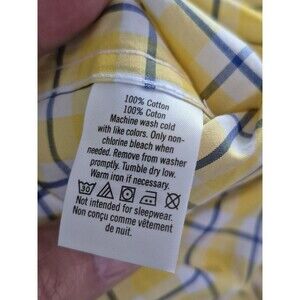 100% Cotton
100% Coton
Machine wash cold
with like colors. Only non-
chlorine bleach when
needed. Remove from washer
promptly. Tumble dry low.
Warm iron if necessary.
30
Not intended for sleepwear.
Non conçu comme vêtement
de nuit.